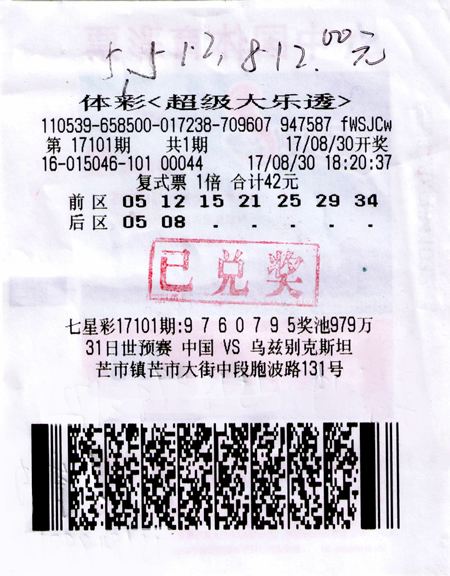 5,512,812.00元
体彩<超级大乐透>
110539-658500-017238-709607 947587 fWSJCw
第 17101期 共1期 17/08/30开奖
16-015046-101 00044 17/08/30 18:20:37
复式票 1倍 合计42元
前区 05 12 15 21 25 29 34
后区 05 08 . . . . .
已兑奖
七星彩17101期:9 7 6 0 7 9 5奖池979万
31日世预赛 中国 VS 乌兹别克斯坦
芒市镇芒市大街中段胞波路131号